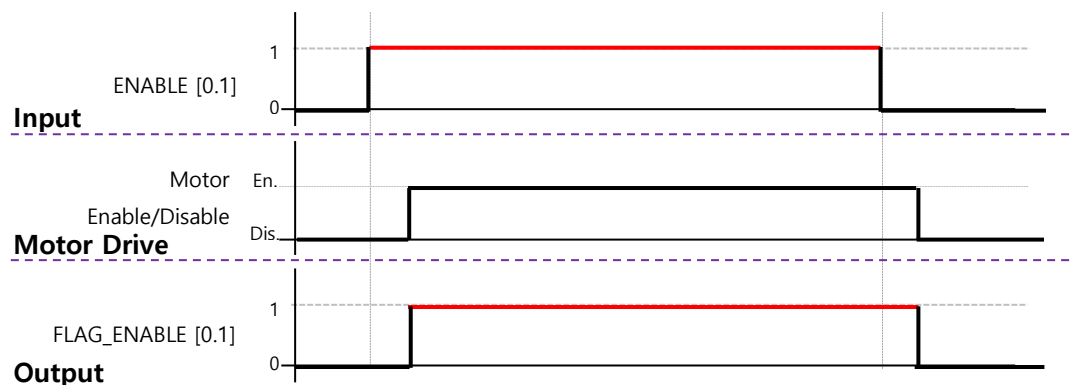 1
ENABLE [0.1]
0
Input
Motor En.
Enable/Disable
Dis.
Motor Drive
1
FLAG_ENABLE [0.1]
0
Output